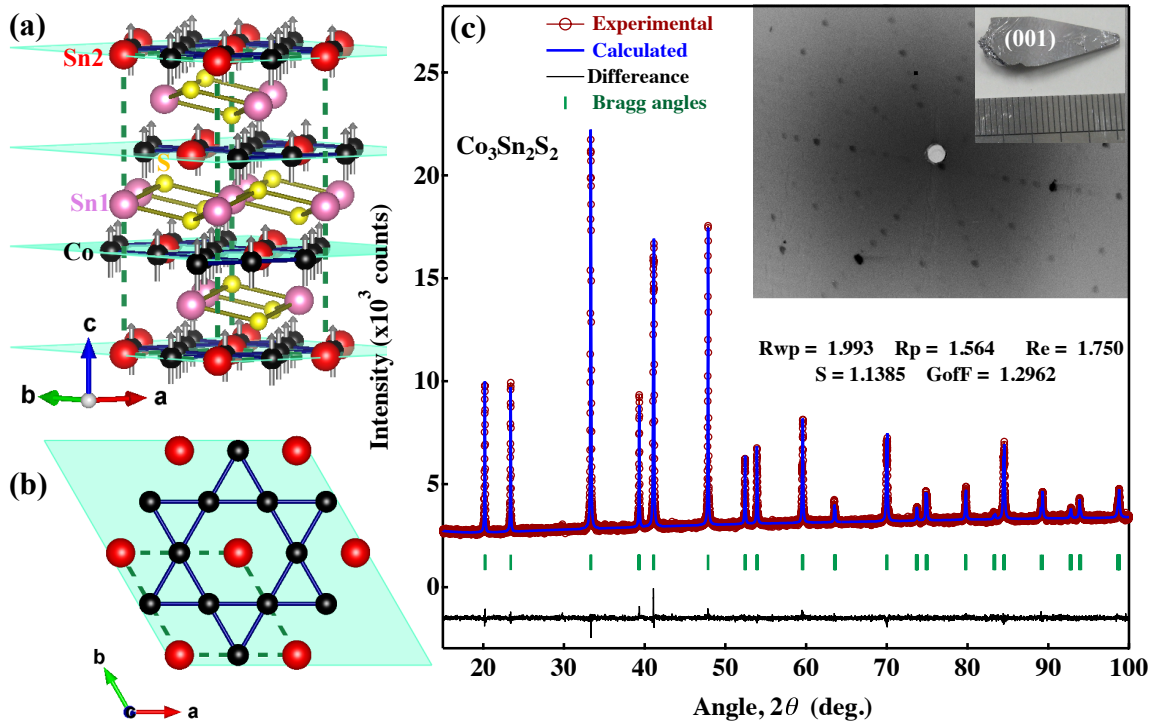 (a)
Sn2
S
Sn1
Co
c
b
a
(b)
b
c
a
(c)
Experimental
Calculated
Differeance
Bragg angles
Co₃Sn₂S₂
(001)
Rwp = 1.993 Rp = 1.564 Re = 1.750
S = 1.1385 GofF = 1.2962
Intensity (x10³ counts)
25
20
15
10
5
0
20 30 40 50 60 70 80 90 100
Angle, 2θ (deg.)